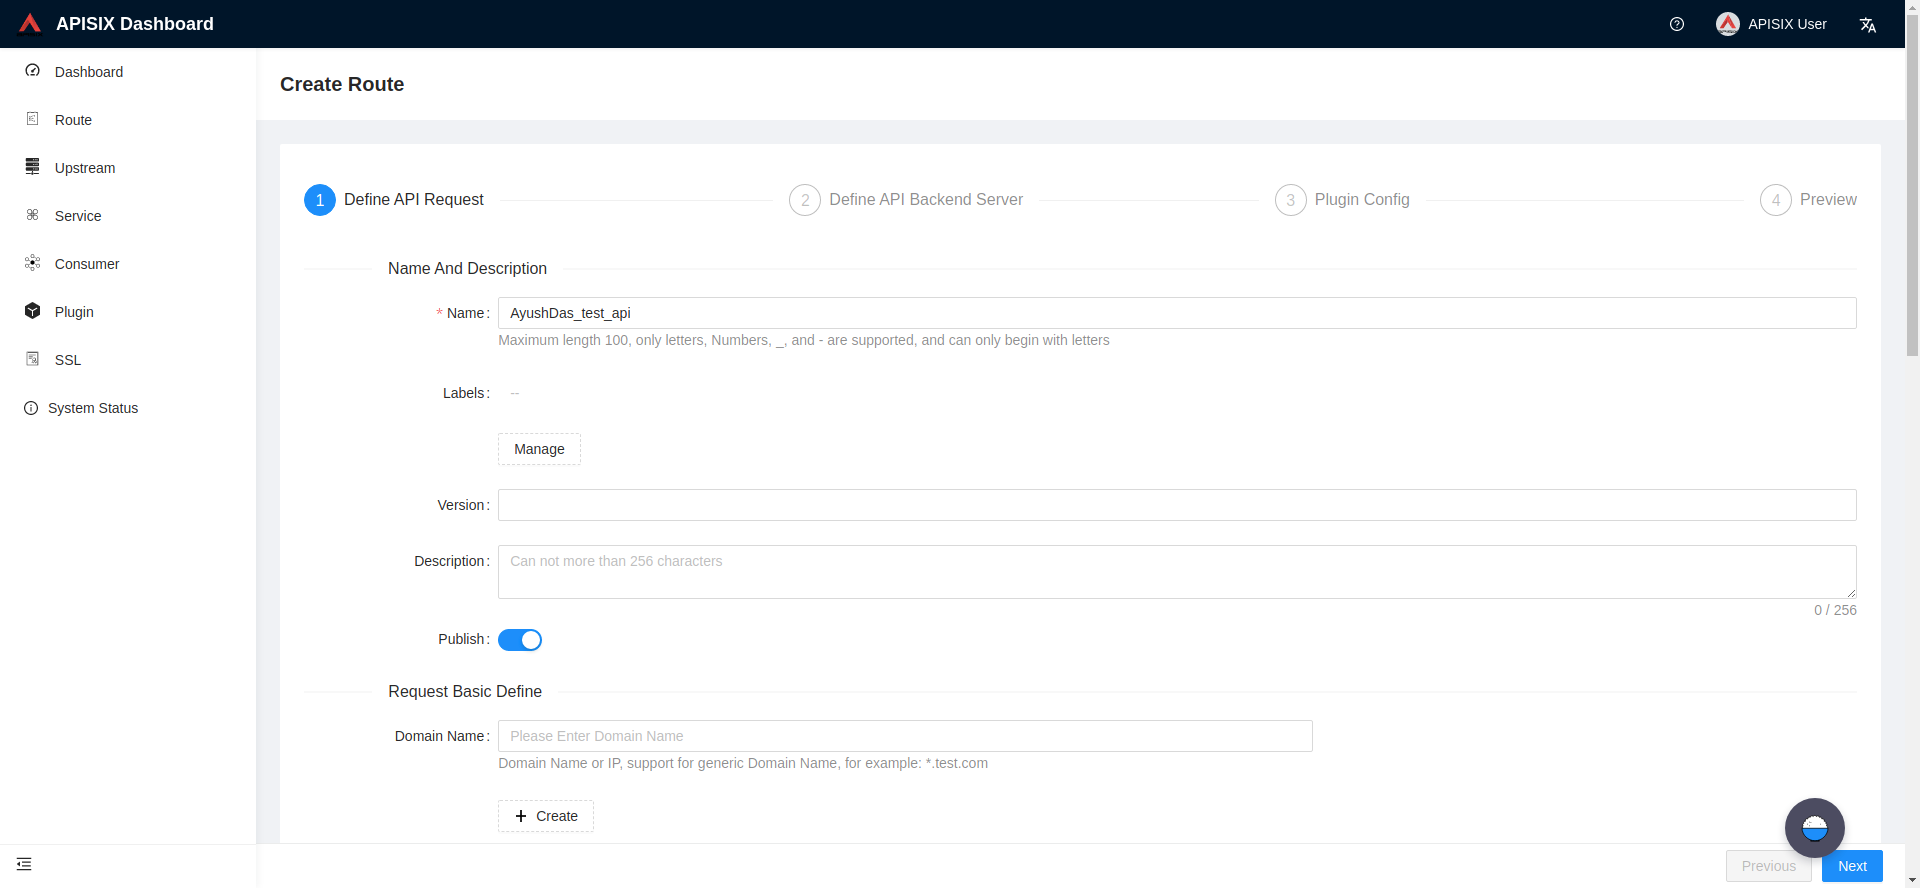 APISIX Dashboard
APISIX User
Dashboard
Route
Upstream
Service
Consumer
Plugin
SSL
System Status
Create Route
1 Define API Request
2 Define API Backend Server
3 Plugin Config
4 Preview
Name And Description
* Name :
AyushDas_test_api
Maximum length 100, only letters, Numbers, _, and - are supported, and can only begin with letters
Labels :
--
Manage
Version :
Description :
Can not more than 256 characters
0 / 256
Publish :
Request Basic Define
Domain Name :
Please Enter Domain Name
Domain Name or IP, support for generic Domain Name, for example: *.test.com
+ Create
Previous
Next